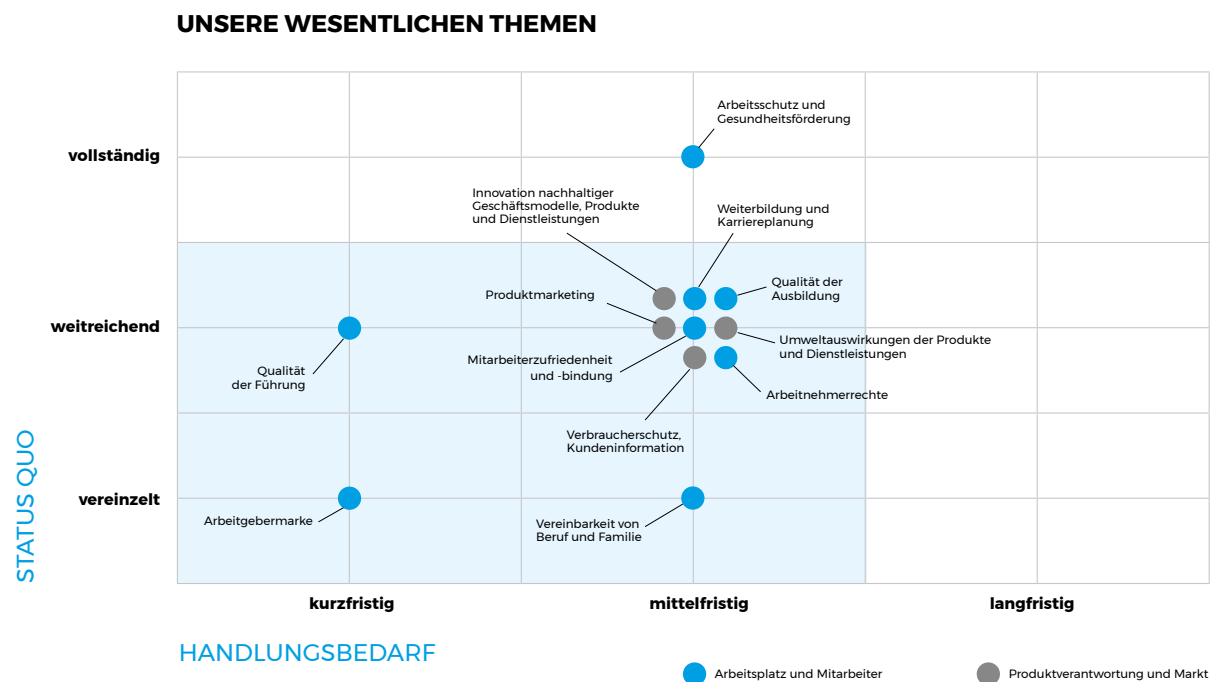 UNSERE WESENTLICHEN THEMEN
Arbeitsschutz und
Gesundheitsförderung
vollständig
Innovation nachhaltiger
Geschäftsmodelle, Produkte
und Dienstleistungen
Weiterbildung und
Karriereplanung
Produktmarketing
Qualität der
Ausbildung
weitreichend
Umweltauswirkungen der Produkte
und Dienstleistungen
Mitarbeiterzufriedenheit
und -bindung
Qualität
der Führung
Arbeitnehmerrechte
Verbraucherschutz,
Kundeninformation
STATUS QUO
vereinzelt
Arbeitgebermarke
Vereinbarkeit von
Beruf und Familie
kurzfristig
mittelfristig
langfristig
HANDLUNGSBEDARF
Arbeitsplatz und Mitarbeiter
Produktverantwortung und Markt